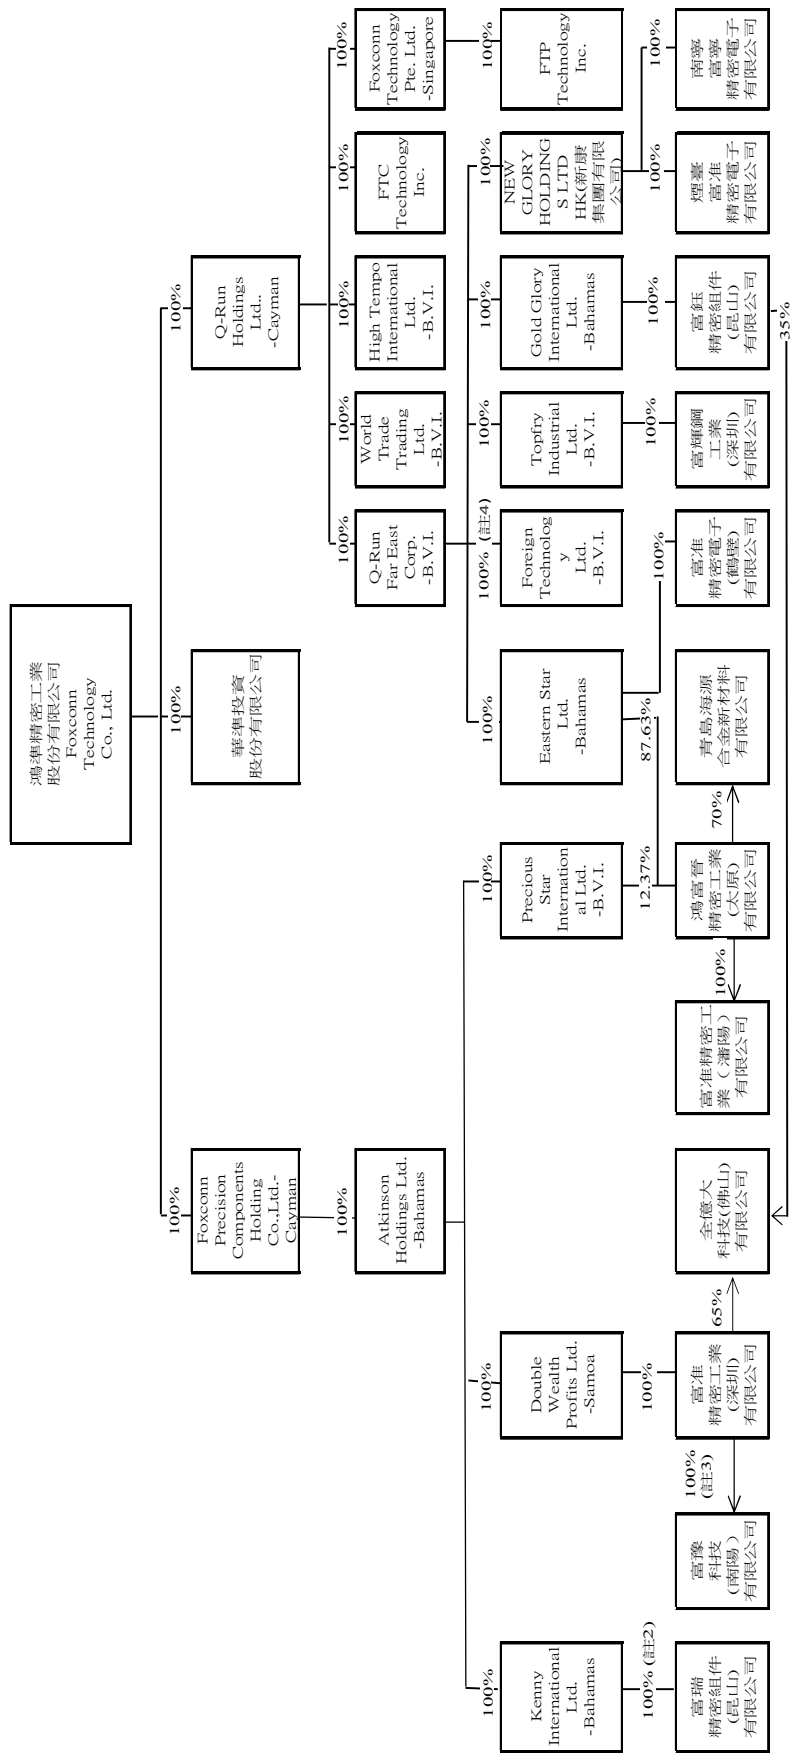 鴻準精密工業
股份有限公司
Foxconn
Technology
Co., Ltd.
100%
Foxconn
Precision
Components
Holding
Co.,Ltd.-
Cayman
100%
華準投資
股份有限公司
100%
Q-Run
Holdings
Ltd..
-Cayman
100%
Atkinson
Holdings Ltd.
-Bahamas
100%
Q-Run
Far East
Corp.
-B.V.I.
100%
World
Trade
Trading
Ltd.
-B.V.I.
100%
High Tempo
International
Ltd.
-B.V.I.
100%
FTC
Technology
Inc.
100%
Foxconn
Technology
Pte. Ltd.
-Singapore
100%
Kenny
International
Ltd.
-Bahamas
100%
Double
Wealth
Profits Ltd.
-Samoa
100%
Precious
Star
Internation
al Ltd.
-B.V.I.
100%
Eastern Star
Ltd.
-Bahamas
100% (註4)
Foreign
Technolog
y
Ltd.
-B.V.I.
100%
Topfry
Industrial
Ltd.
-B.V.I.
100%
Gold Glory
International
Ltd.
-Bahamas
100%
NEW
GLORY
HOLDING
S LTD
HK(新康
集團有限
公司)
100%
FTP
Technology
Inc.
100% (註2)
富瑞
精密組件
(昆山)
有限公司
100%
(註3)
富豫
科技
(南陽)
有限公司
100%
富准
精密工業
(深圳)
有限公司
65%
全億大
科技(佛山)
有限公司
100%
富准精密工
業（瀋陽）
有限公司
12.37%
87.63%
鴻富晉
精密工業
(太原)
有限公司
70%
青島海源
合金新材料
有限公司
100%
富准
精密電子
(鶴壁)
有限公司
100%
富輝鋼
工業
(深圳)
有限公司
100%
富鈺
精密組件
(昆山)
有限公司
35%
100%
煙臺
富准
精密電子
有限公司
100%
南寧
富寧
精密電子
有限公司